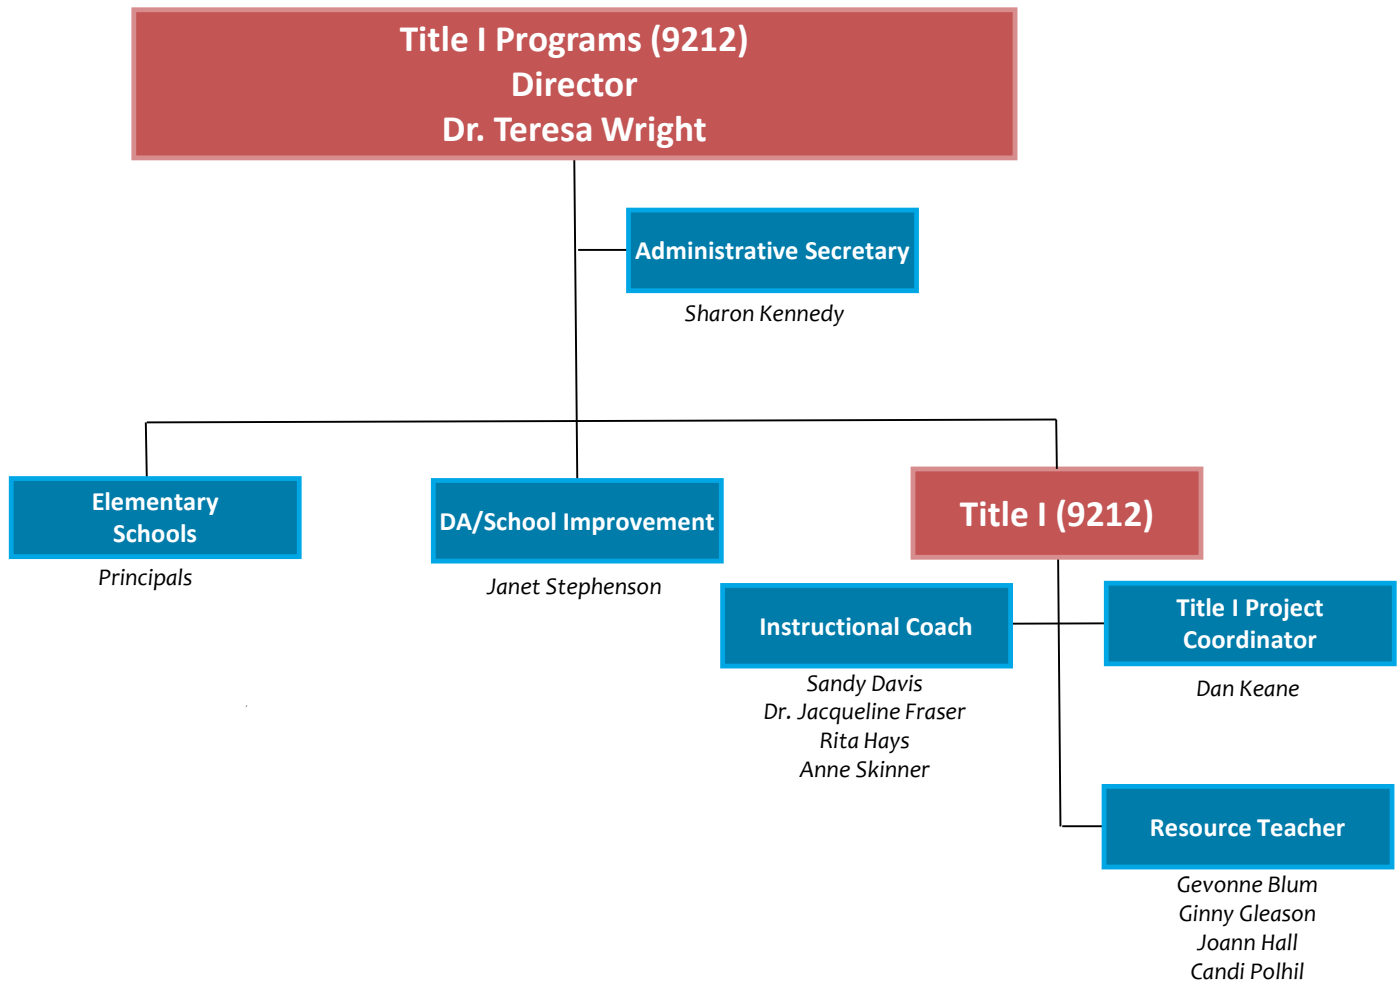 Title I Programs (9212)
Director
Dr. Teresa Wright
Administrative Secretary
Sharon Kennedy
Elementary
Schools
Principals
DA/School Improvement
Janet Stephenson
Title I (9212)
Instructional Coach
Sandy Davis
Dr. Jacqueline Fraser
Rita Hays
Anne Skinner
Title I Project
Coordinator
Dan Keane
Resource Teacher
Gevonne Blum
Ginny Gleason
Joann Hall
Candi Polhil